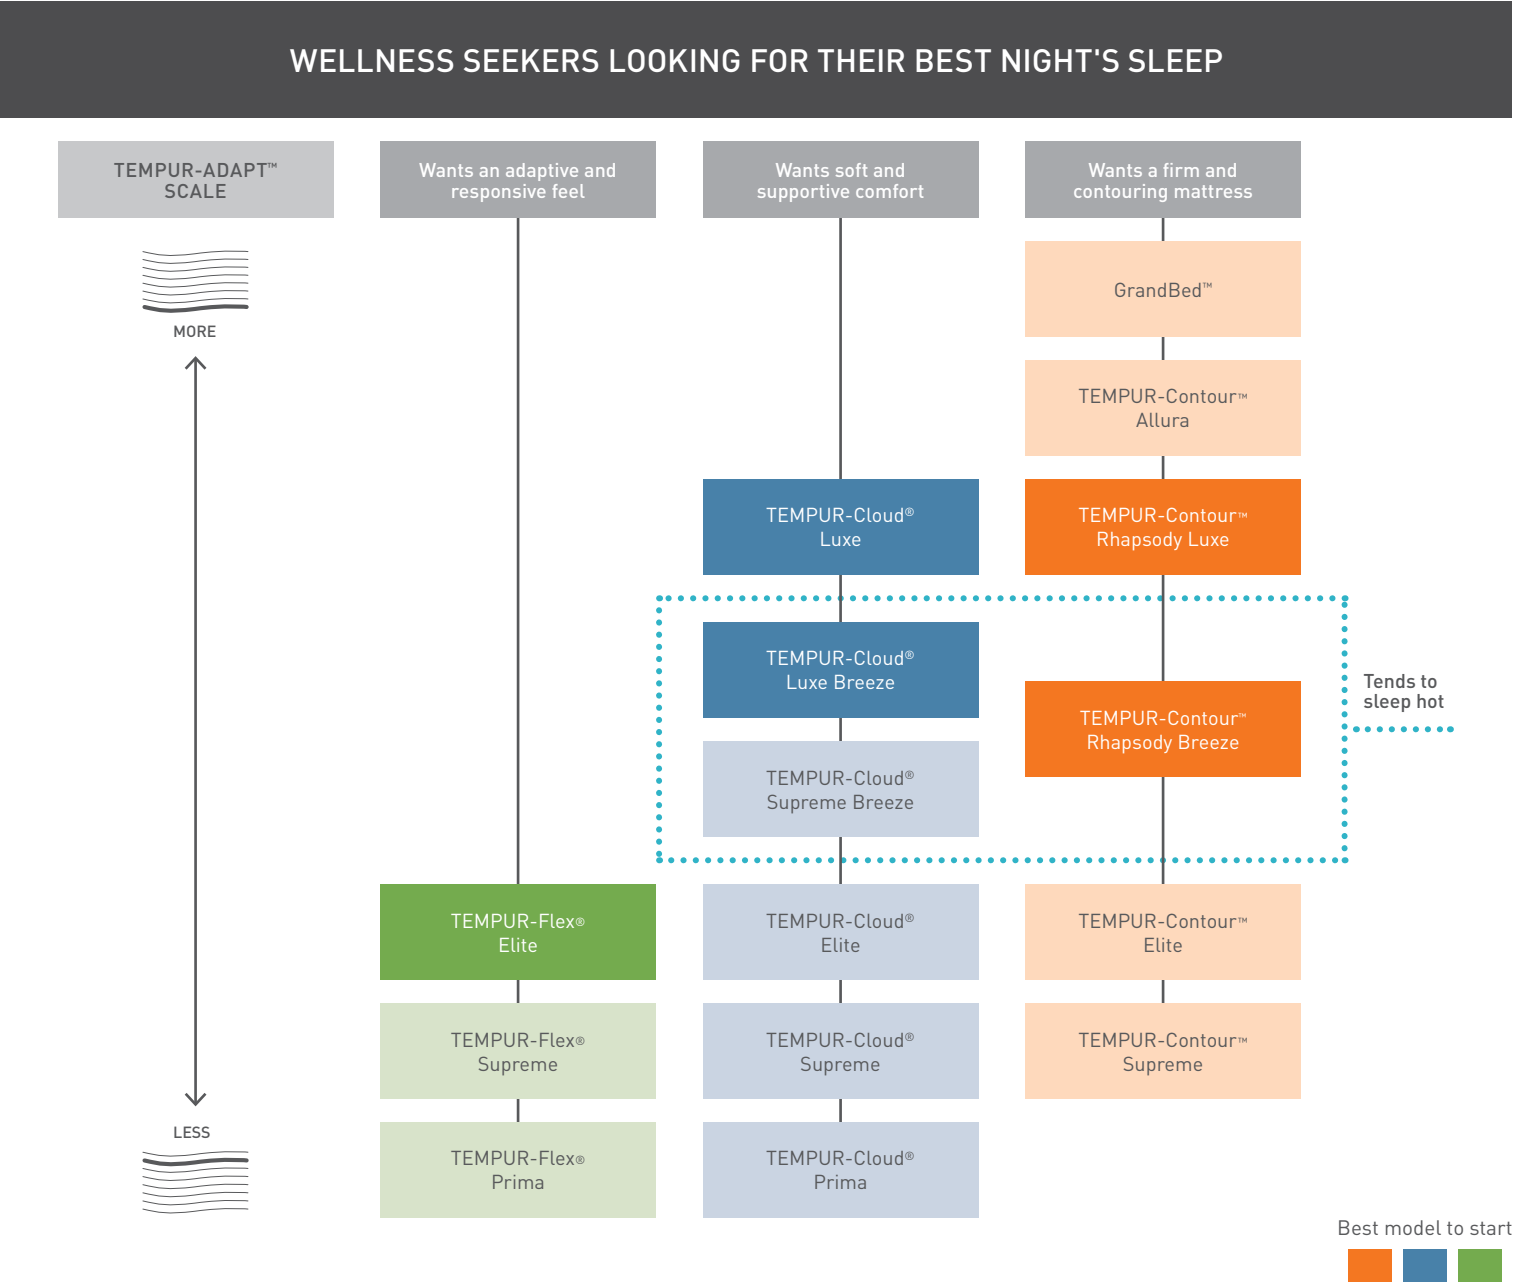 WELLNESS SEEKERS LOOKING FOR THEIR BEST NIGHT'S SLEEP
TEMPUR-ADAPT™
SCALE
MORE
LESS
Wants an adaptive and
responsive feel
TEMPUR-Flex®
Elite
TEMPUR-Flex®
Supreme
TEMPUR-Flex®
Prima
Wants soft and
supportive comfort
TEMPUR-Cloud®
Luxe
TEMPUR-Cloud®
Luxe Breeze
TEMPUR-Cloud®
Supreme Breeze
TEMPUR-Cloud®
Elite
TEMPUR-Cloud®
Supreme
TEMPUR-Cloud®
Prima
Wants a firm and
contouring mattress
GrandBed™
TEMPUR-Contour™
Allura
TEMPUR-Contour™
Rhapsody Luxe
TEMPUR-Contour™
Rhapsody Breeze
TEMPUR-Contour™
Elite
TEMPUR-Contour™
Supreme
Tends to
sleep hot
Best model to start